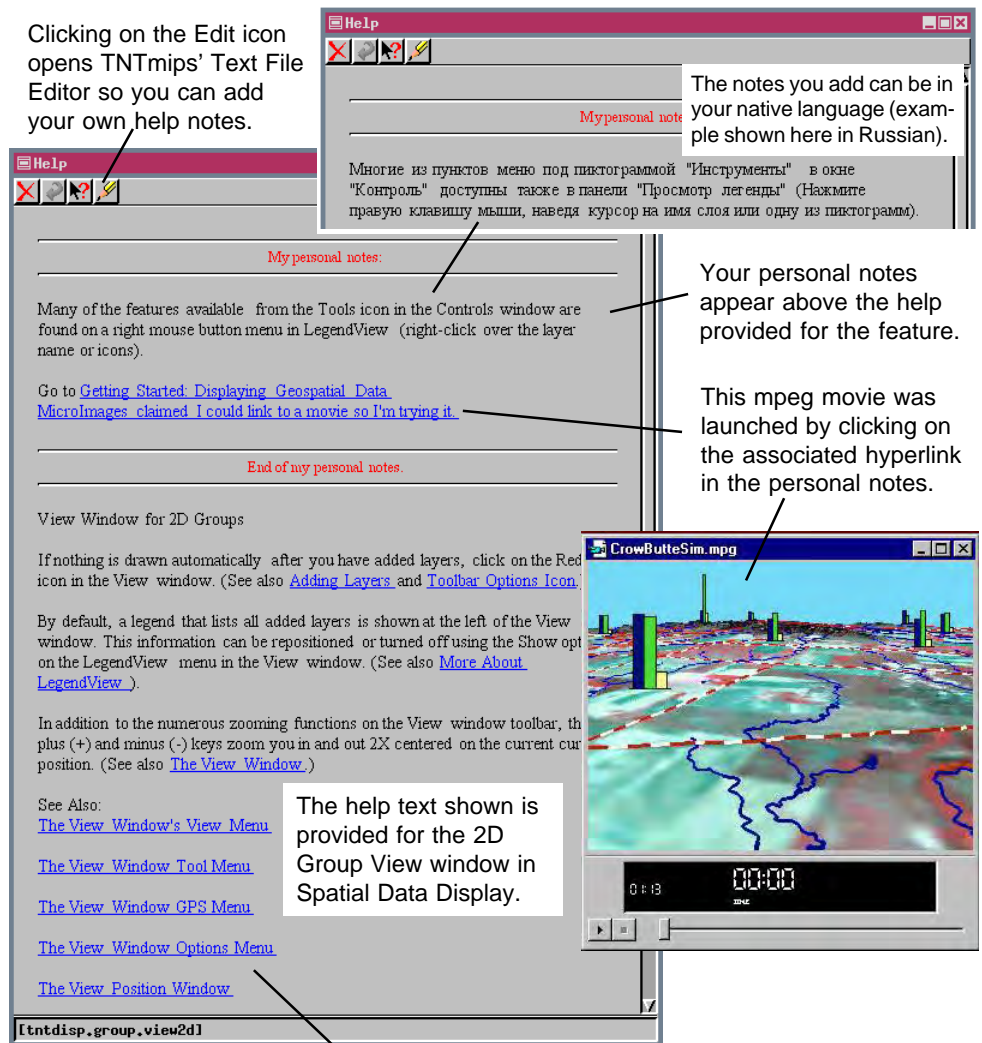 Clicking on the Edit icon
opens TNTmips' Text File
Editor so you can add
your own help notes.
Help
The notes you add can be in
your native language (exam-
ple shown here in Russian).
My personal note
Многие из пунктов меню под пиктограммой "Инструменты" в окне
"Контроль" доступны также в панели "Просмотр легенды" (Нажмите
правую клавишу мыши, наведя курсор на имя слоя или одну из пиктограмм).
Help
My personal notes:
Many of the features available from the Tools icon in the Controls window are
found on a right mouse button menu in LegendView (right-click over the layer
name or icons).
Go to Getting Started: Displaying Geospatial Data
MicroImages claimed I could link to a movie so I'm trying it.
End of my personal notes.
Your personal notes
appear above the help
provided for the feature.
This mpeg movie was
launched by clicking on
the associated hyperlink
in the personal notes.
View Window for 2D Groups
If nothing is drawn automatically after you have added layers, click on the Red
icon in the View window. (See also Adding Layers and Toolbar Options Icon.)
By default, a legend that lists all added layers is shown at the left of the View
window. This information can be repositioned or turned off using the Show opt
on the LegendView menu in the View window. (See also More About
LegendView ).
In addition to the numerous zooming functions on the View window toolbar, th
plus (+) and minus (-) keys zoom you in and out 2X centered on the current cur
position. (See also The View Window.)
See Also:
The View Window's View Menu
The View Window Tool Menu
The View Window GPS Menu
The View Window Options Menu
The View Position Window
[tntdisp.group.view2d]
The help text shown is
provided for the 2D
Group View window in
Spatial Data Display.
CrowButteSim.mpg
01:13
00:00